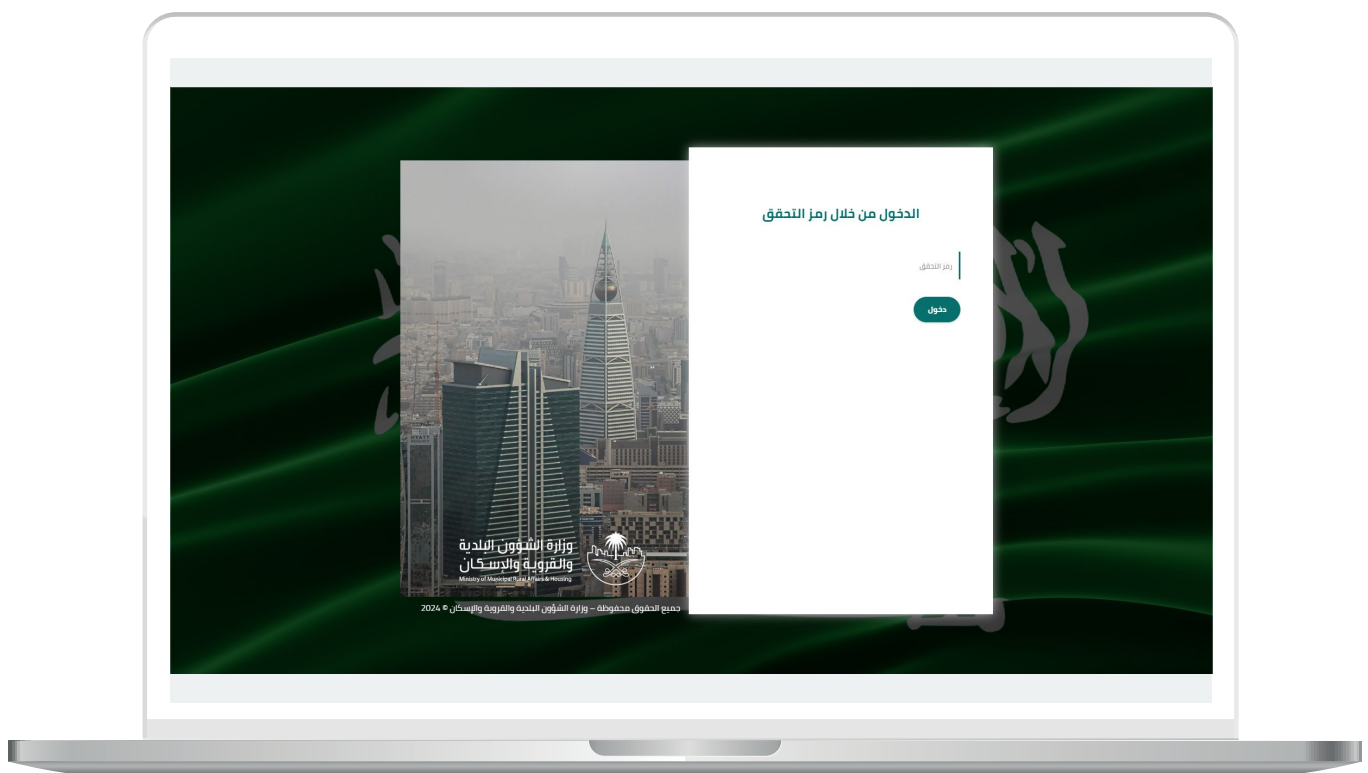 الدخول من خلال رمز التحقق
رمز التحقق
دخول
وزارة الشؤون البلدية
والقروية والإسكان
Ministry of Municipal Rural Affairs & Housing
جميع الحقوق محفوظة – وزارة الشؤون البلدية والقروية والإسكان © 2024